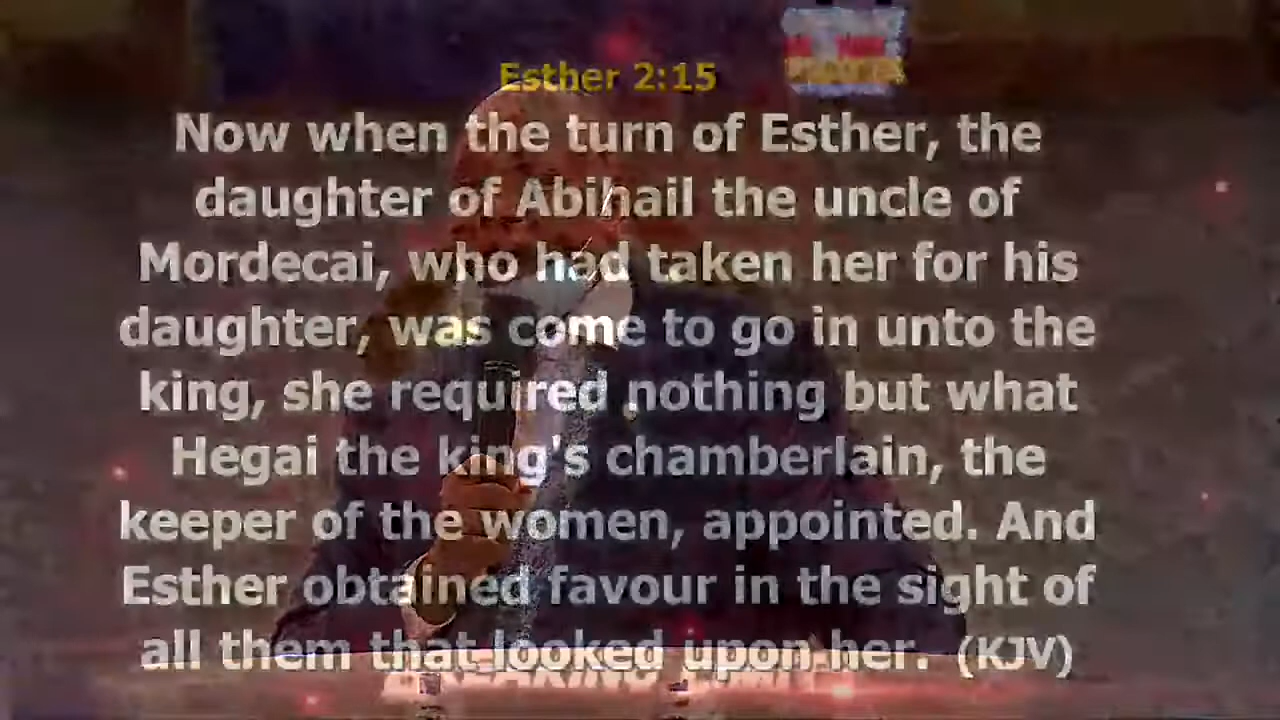 Esther 2:15
Now when the turn of Esther, the
daughter of Abihail the uncle of
Mordecai, who had taken her for his
daughter, was come to go in unto the
king, she required nothing but what
Hegai the king's chamberlain, the
keeper of the women, appointed. And
Esther obtained favour in the sight of
all them that looked upon her. (KJV)